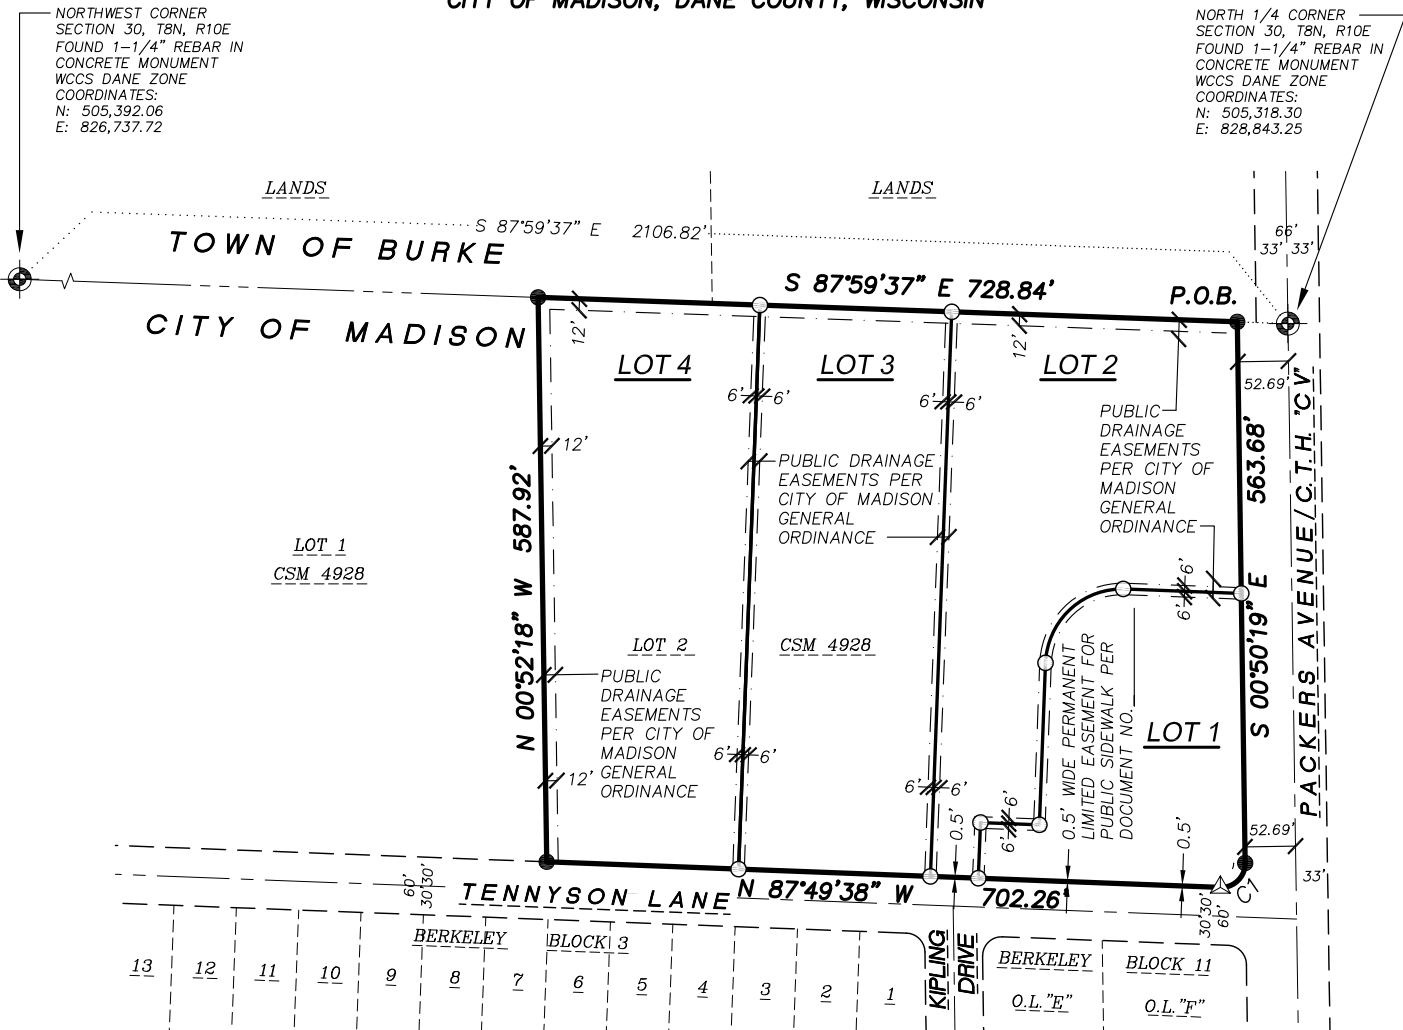 CITY OF MADISON, DANE COUNTY, WISCONSIN
NORTHWEST CORNER
SECTION 30, T8N, R10E
FOUND 1-1/4" REBAR IN
CONCRETE MONUMENT
WCCS DANE ZONE
COORDINATES:
N: 505,392.06
E: 826,737.72
NORTH 1/4 CORNER
SECTION 30, T8N, R10E
FOUND 1-1/4" REBAR IN
CONCRETE MONUMENT
WCCS DANE ZONE
COORDINATES:
N: 505,318.30
E: 828,843.25
LANDS
LANDS
S 87°59'37" E 2106.82'
66'
33' 33'
TOWN OF BURKE
CITY OF MADISON
S 87°59'37" E 728.84'
P.O.B.
12'
12'
LOT 4
LOT 3
LOT 2
52.69'
6' 6'
6' 6'
12'
PUBLIC
DRAINAGE
EASEMENTS
PER CITY OF
MADISON
GENERAL
ORDINANCE
PUBLIC DRAINAGE
EASEMENTS PER
CITY OF MADISON
GENERAL
ORDINANCE
N 00°52'18" W 587.92'
S 00°50'19" E 563.68'
PACKERS AVENUE/C.T.H. "CV"
LOT 1
CSM 4928
6'
6'
LOT 2
CSM 4928
PUBLIC
DRAINAGE
EASEMENTS
PER CITY OF
MADISON
GENERAL
ORDINANCE
0.5' WIDE PERMANENT
LIMITED EASEMENT FOR
PUBLIC SIDEWALK PER
DOCUMENT NO.
LOT 1
6' 6'
12'
6' 6'
6'
6'
0.5'
0.5'
52.69'
33'
C1
60'
30'30'
TENNYSON LANE
N 87°49'38" W
702.26'
30'30'
60'
BERKELEY
BLOCK 3
KIPLING
DRIVE
BERKELEY
BLOCK 11
13
12
11
10
9
8
7
6
5
4
3
2
1
O.L."E"
O.L."F"